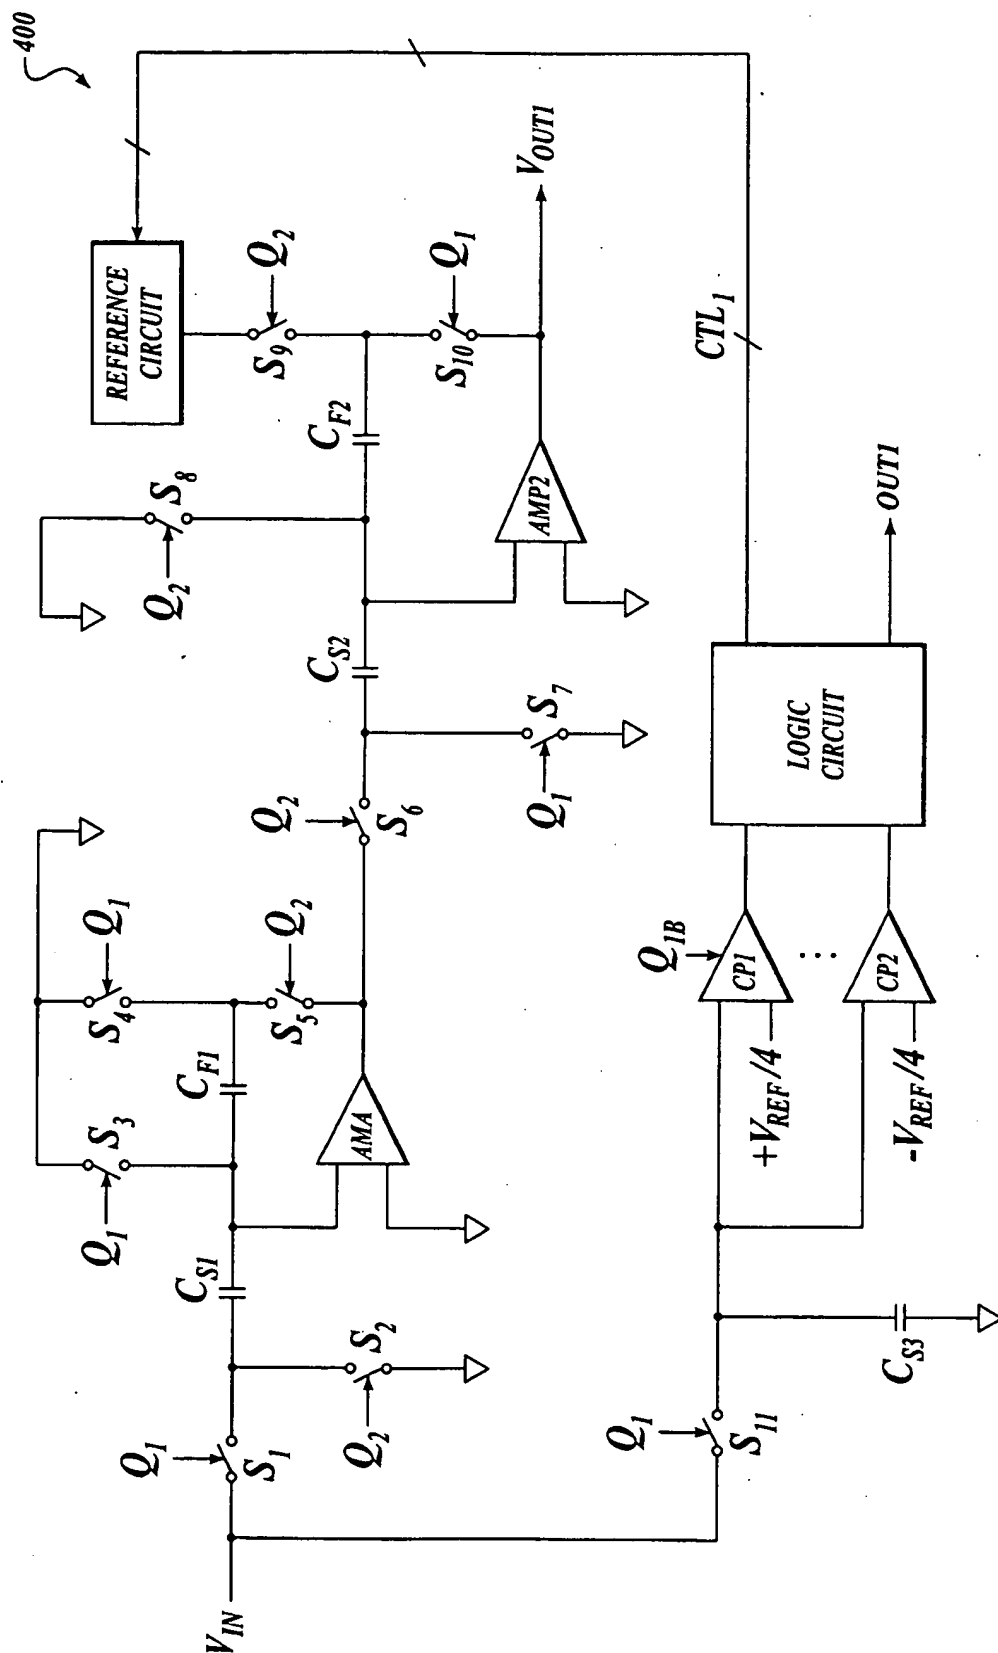 400
REFERENCE
CIRCUIT
Q2
S9
Q1
S10
VOUT1
CF2
S8
Q2
AMP2
CS2
S7
Q1
Q2
S6
Q1
S4
Q2
S5
CF1
S3
Q1
AMA
CS1
S2
Q2
Q1
S1
VIN
CTL1
OUT1
LOGIC
CIRCUIT
Q1B
CP1
...
CP2
+VREF/4
-VREF/4
CS3
Q1
S11